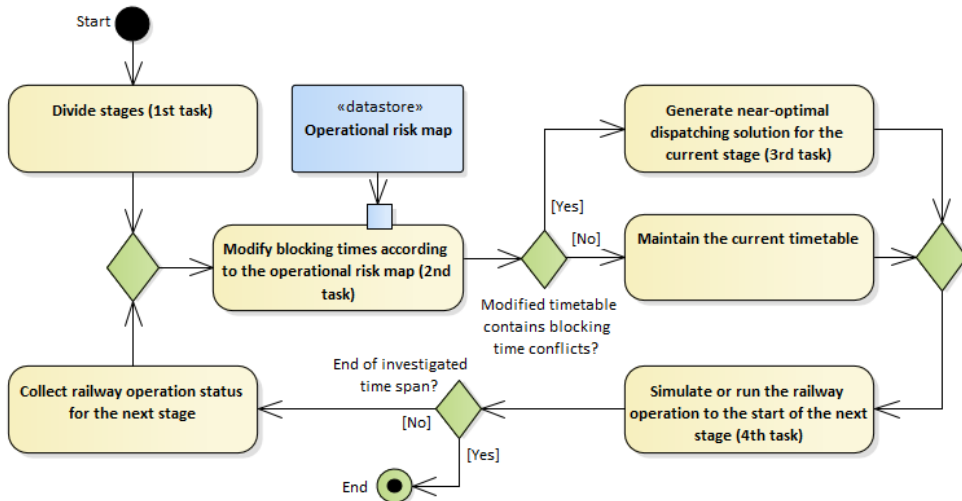 Start
Divide stages (1st task)
«datastore»
Operational risk map
Generate near-optimal
dispatching solution for the
current stage (3rd task)
[Yes]
[No]
Modify blocking times according
to the operational risk map (2nd
task)
Maintain the current timetable
Modified timetable
contains blocking
time conflicts?
End of investigated
time span?
Collect railway operation status
for the next stage
[No]
Simulate or run the railway
operation to the start of the next
stage (4th task)
[Yes]
End